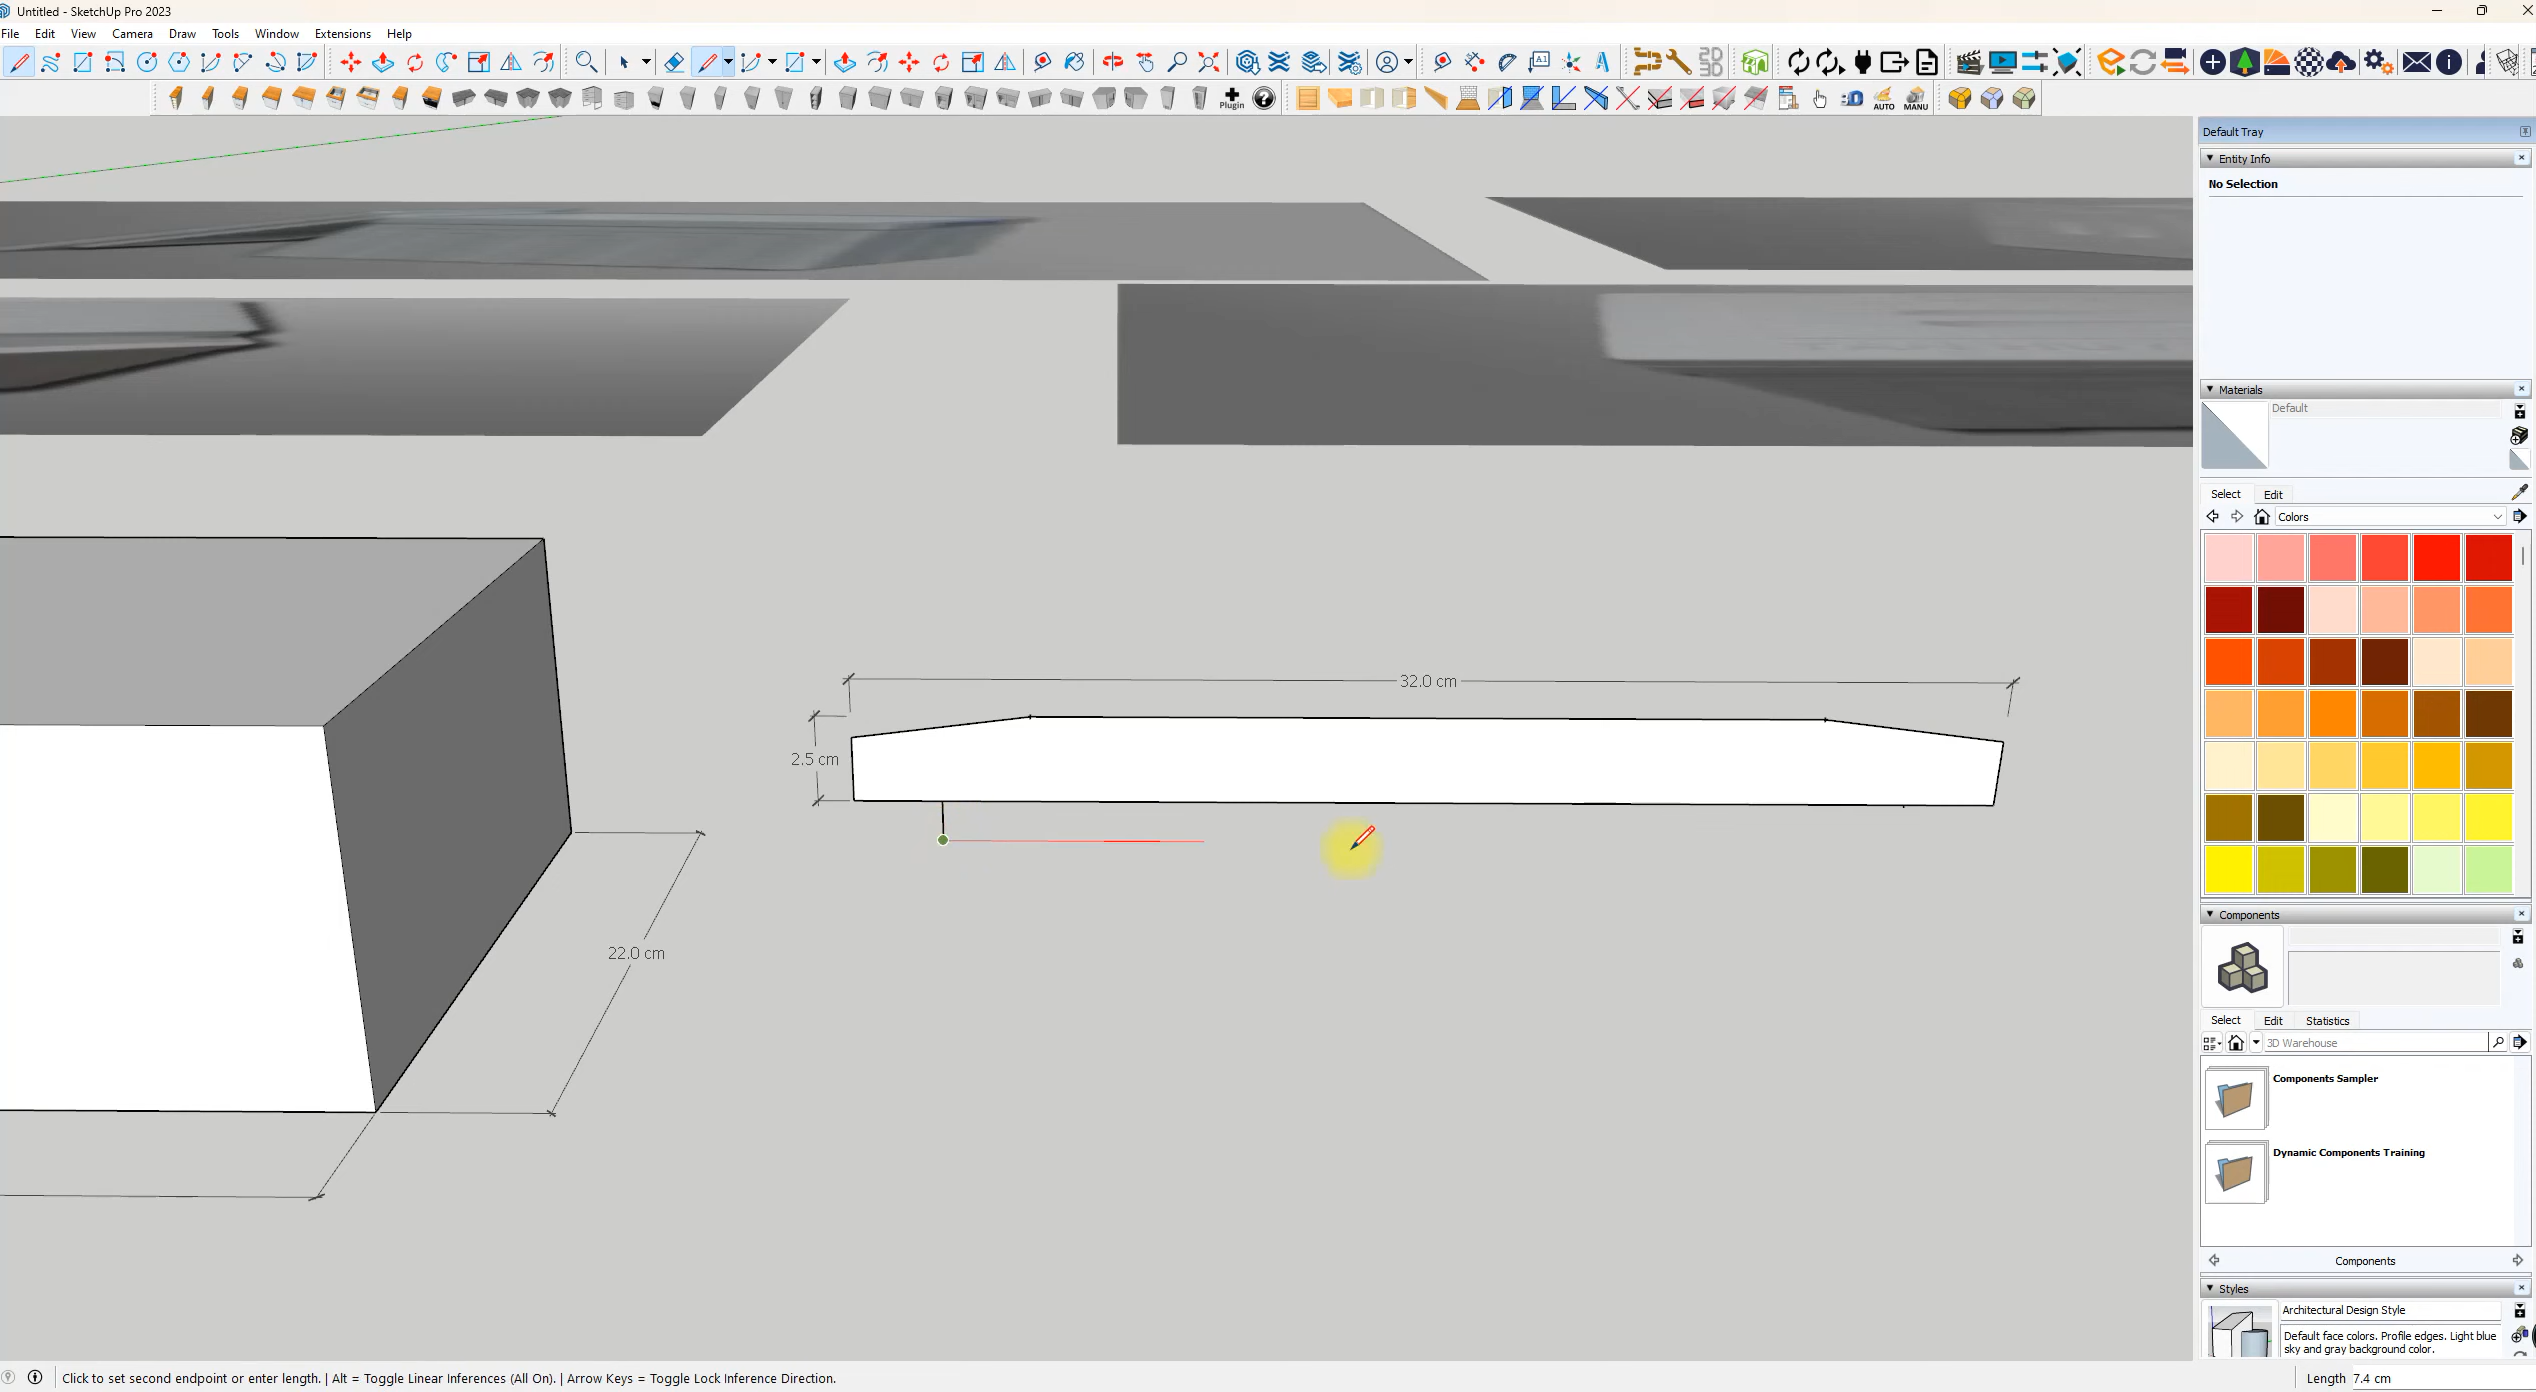 Untitled - SketchUp Pro 2023
File Edit View Camera Draw Tools Window Extensions Help
A1
2D
3D
Plugin
3D
AUTO
MANU
Default Tray
Entity Info
No Selection
Materials
Default
Select Edit
Colors
32.0 cm
2.5 cm
22.0 cm
Components
Select Edit Statistics
3D Warehouse
Components Sampler
Dynamic Components Training
Components
Styles
Architectural Design Style
Default face colors. Profile edges. Light blue
sky and gray background color.
Click to set second endpoint or enter length. | Alt = Toggle Linear Inferences (All On). | Arrow Keys = Toggle Lock Inference Direction.
Length 7.4 cm